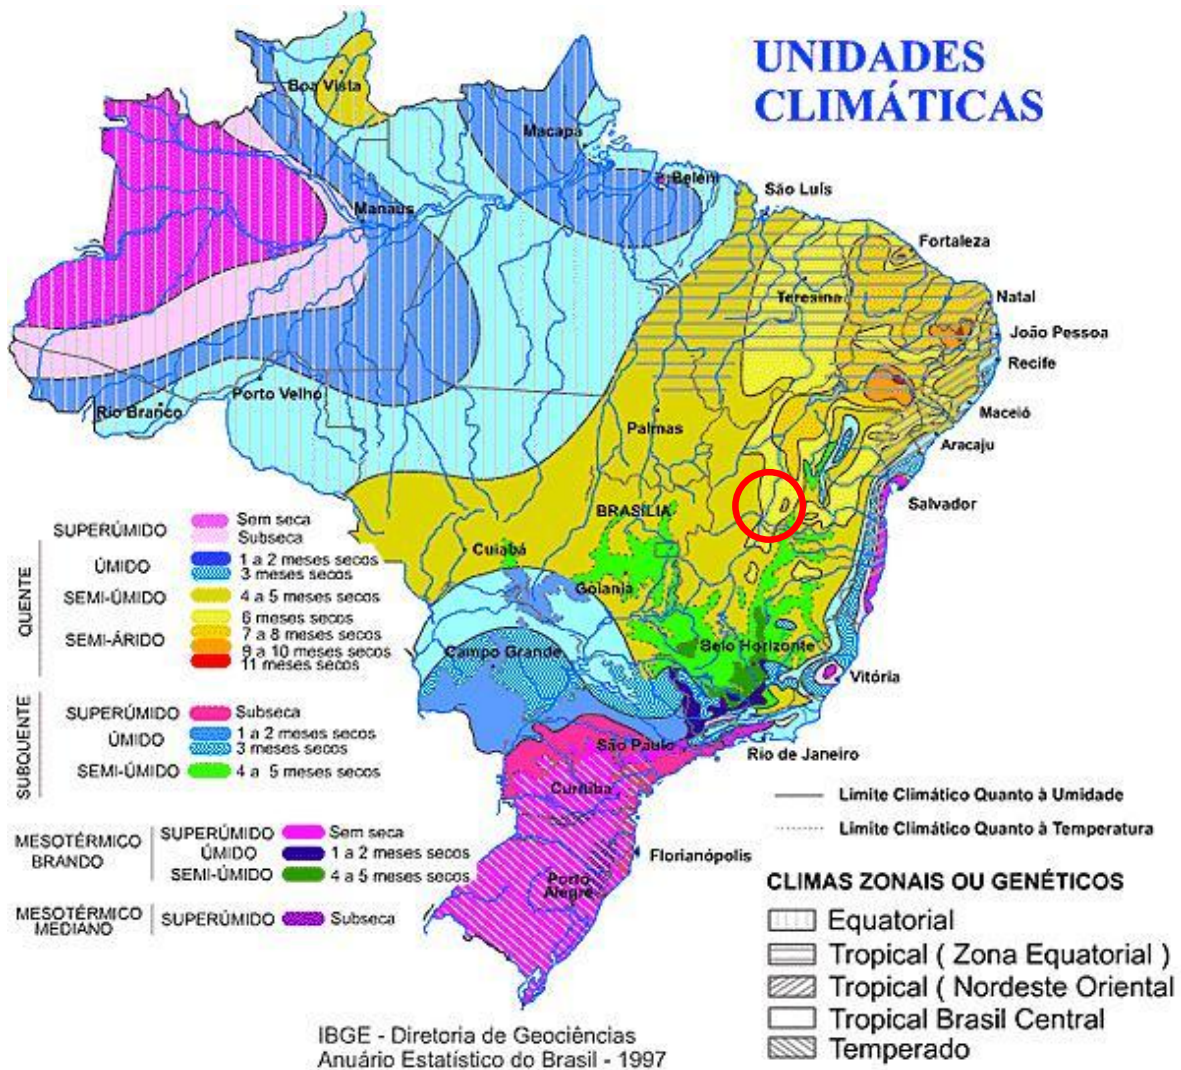 UNIDADES
CLIMÁTICAS
Boa Vista
Macapá
Belém
São Luís
Manaus
Fortaleza
Teresina
Natal
João Pessoa
Recife
Porto Velho
Rio Branco
Maceió
Palmas
Aracaju
Salvador
BRASÍLIA
Cuiabá
Goiania
Belo Horizonte
Campo Grande
Vitória
São Paulo
Rio de Janeiro
Curitiba
Florianópolis
Porto
Alegre
QUENTE
SUPERÚMIDO
Sem seca
Subseca
ÚMIDO
1 a 2 meses secos
3 meses secos
SEMI-ÚMIDO
4 a 5 meses secos
SEMI-ÁRIDO
6 meses secos
7 a 8 meses secos
9 a 10 meses secos
11 meses secos
SUBQUENTE
SUPERÚMIDO
Subseca
ÚMIDO
1 a 2 meses secos
3 meses secos
SEMI-ÚMIDO
4 a 5 meses secos
MESOTÉRMICO
BRANDO
SUPERÚMIDO
Sem seca
ÚMIDO
1 a 2 meses secos
SEMI-ÚMIDO
4 a 5 meses secos
MESOTÉRMICO
MEDIANO
SUPERÚMIDO
Subseca
Limite Climático Quanto à Umidade
Limite Climático Quanto à Temperatura
CLIMAS ZONAIS OU GENÉTICOS
Equatorial
Tropical ( Zona Equatorial )
Tropical ( Nordeste Oriental
Tropical Brasil Central
Temperado
IBGE - Diretoria de Geociências
Anuário Estatístico do Brasil - 1997